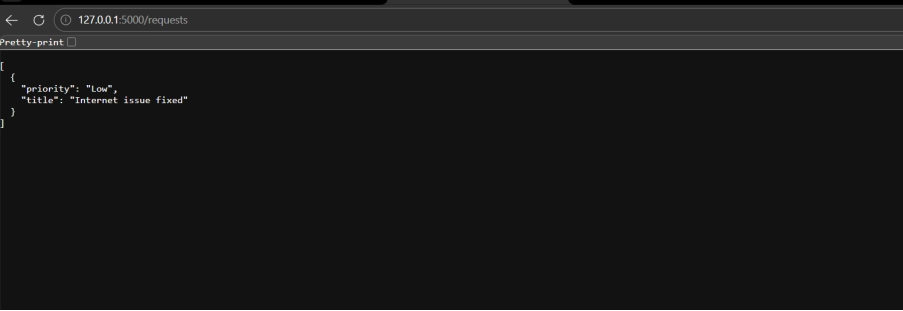 127.0.0.1:5000/requests
Pretty-print
[
  {
    "priority": "Low",
    "title": "Internet issue fixed"
  }
]